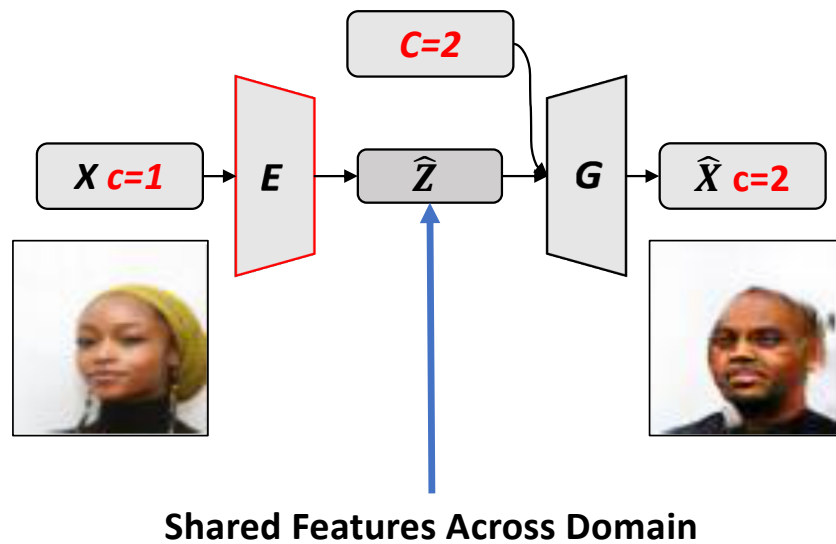 C=2
X c=1
E
Ẑ
G
X̂ c=2
Shared Features Across Domain